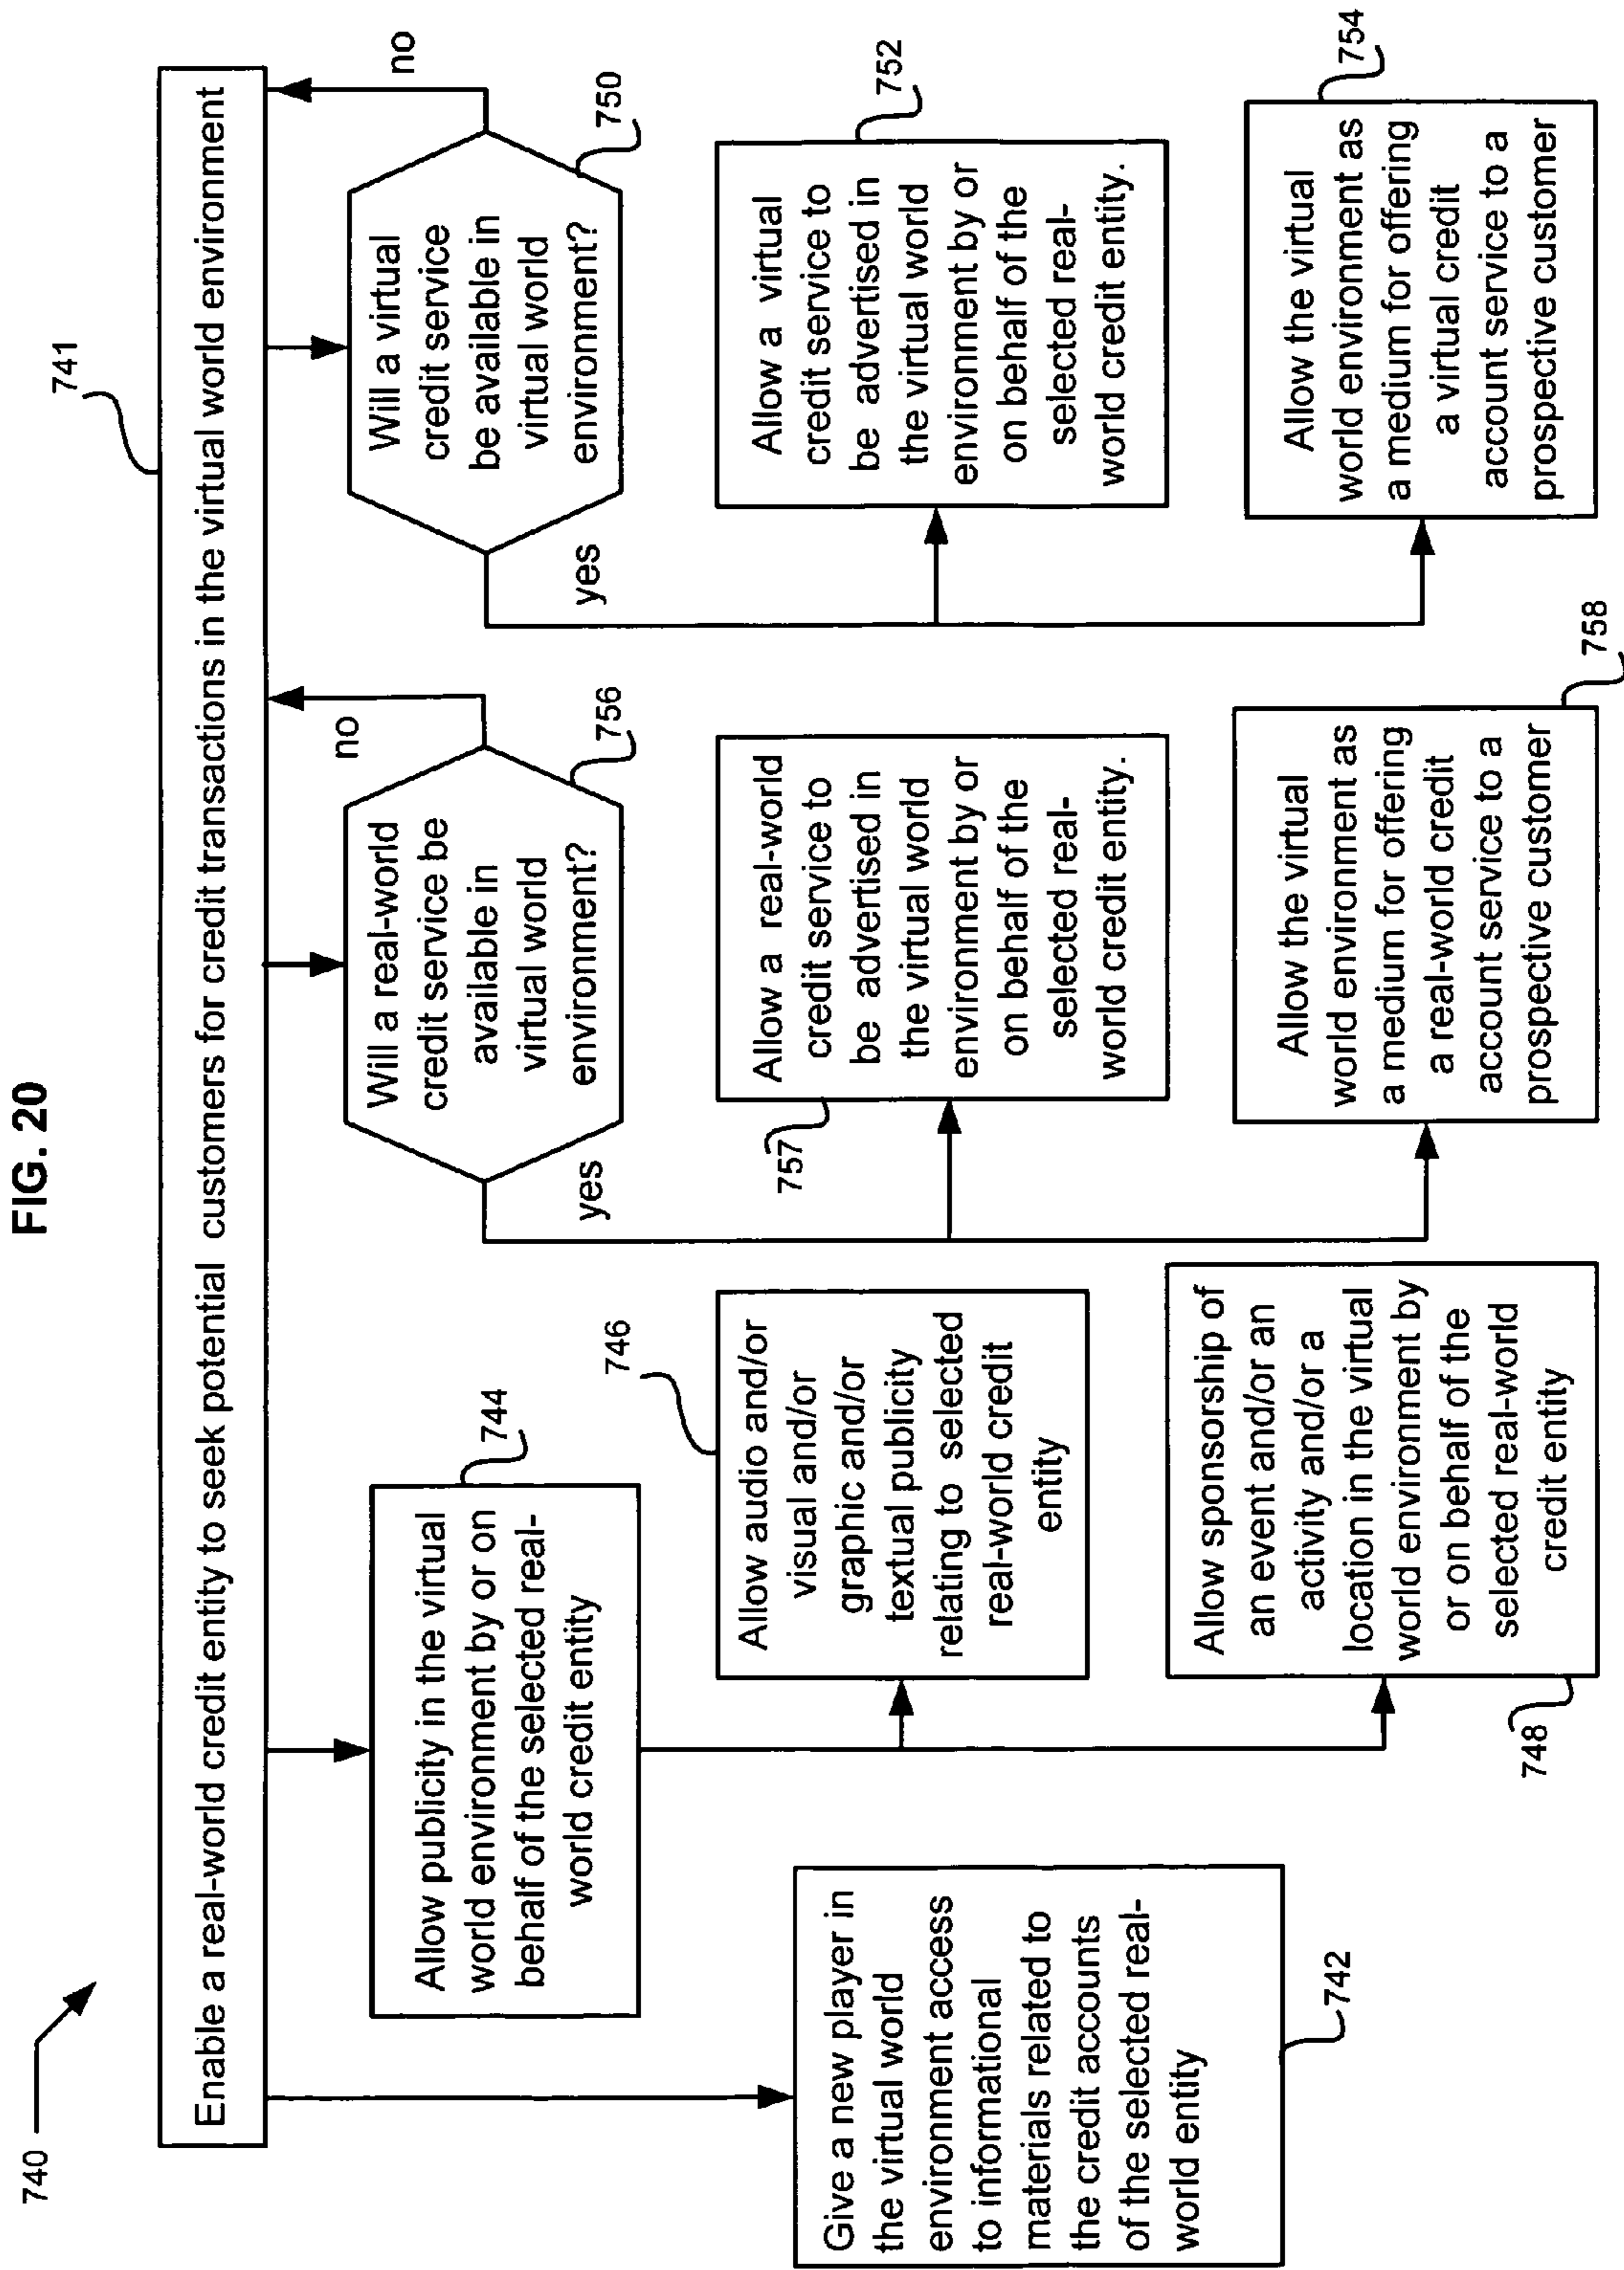 FIG. 20
740
741
Enable a real-world credit entity to seek potential customers for credit transactions in the virtual world environment
Give a new player in
the virtual world
environment access
to informational
materials related to
the credit accounts
of the selected real-
world entity
742
Allow publicity in the virtual
world environment by or on
behalf of the selected real-
world credit entity
744
Allow audio and/or
visual and/or
graphic and/or
textual publicity
relating to selected
real-world credit
entity
746
Allow sponsorship of
an event and/or an
activity and/or a
location in the virtual
world environment by
or on behalf of the
selected real-world
credit entity
748
Will a real-world
credit service be
available in
virtual world
environment?
756
no
yes
Allow a real-world
credit service to
be advertised in
the virtual world
environment by or
on behalf of the
selected real-
world credit entity.
757
Allow the virtual
world environment as
a medium for offering
a real-world credit
account service to a
prospective customer
758
Will a virtual
credit service
be available in
virtual world
environment?
750
no
yes
Allow a virtual
credit service to
be advertised in
the virtual world
environment by or
on behalf of the
selected real-
world credit entity.
752
Allow the virtual
world environment as
a medium for offering
a virtual credit
account service to a
prospective customer
754